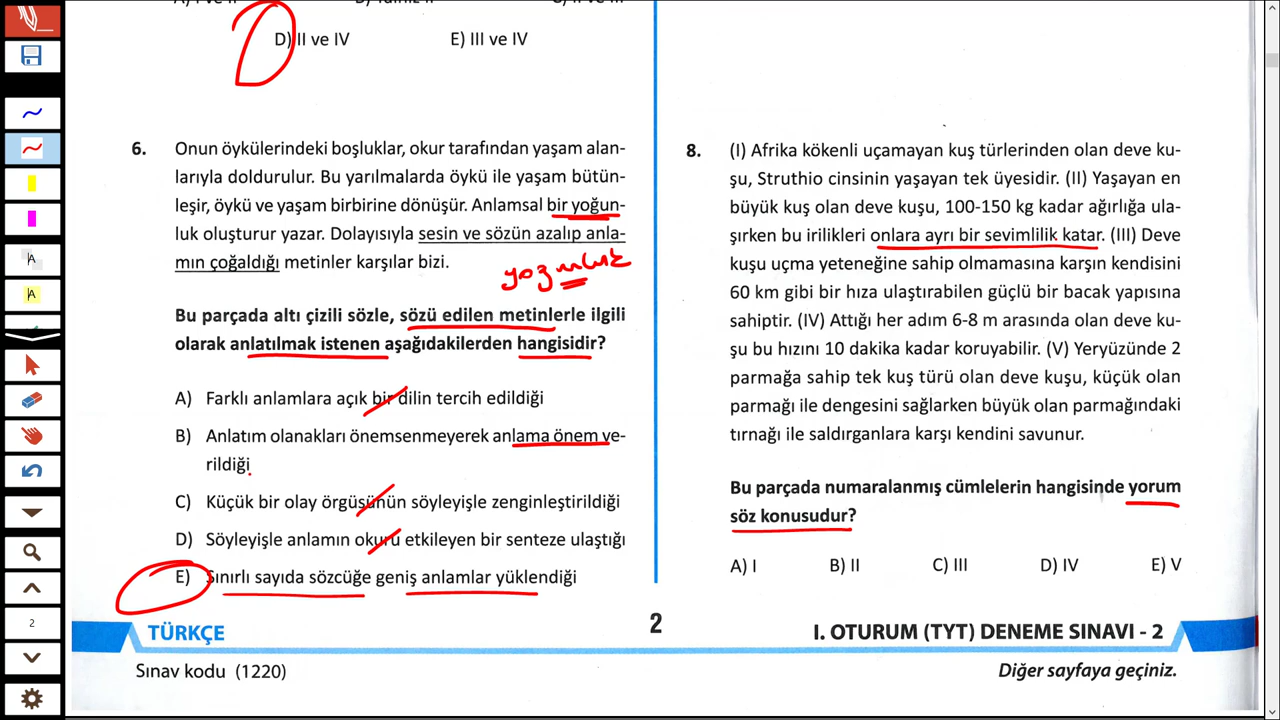 D) II ve IV
E) III ve IV
6.
Onun öykülerindeki boşluklar, okur tarafından yaşam alan-
larıyla doldurulur. Bu yarılmalarda öykü ile yaşam bütün-
leşir, öykü ve yaşam birbirine dönüşür. Anlamsal bir yoğun-
luk oluşturur yazar. Dolayısıyla sesin ve sözün azalıp anla-
mın çoğaldığı metinler karşılar bizi.
yoğunluk
Bu parçada altı çizili sözle, sözü edilen metinlerle ilgili
olarak anlatılmak istenen aşağıdakilerden hangisidir?
A) Farklı anlamlara açık bir dilin tercih edildiği
B) Anlatım olanakları önemsenmeyerek anlama önem ve-
rildiği
C) Küçük bir olay örgüsünün söyleyişle zenginleştirildiği
D) Söyleyişle anlamın okuru etkileyen bir senteze ulaştığı
E) Sınırlı sayıda sözcüğe geniş anlamlar yüklendiği
8.
(I) Afrika kökenli uçamayan kuş türlerinden olan deve ku-
şu, Struthio cinsinin yaşayan tek üyesidir. (II) Yaşayan en
büyük kuş olan deve kuşu, 100-150 kg kadar ağırlığa ula-
şırken bu irilikleri onlara ayrı bir sevimlilik katar. (III) Deve
kuşu uçma yeteneğine sahip olmamasına karşın kendisini
60 km gibi bir hıza ulaştırabilen güçlü bir bacak yapısına
sahiptir. (IV) Attığı her adım 6-8 m arasında olan deve ku-
şu bu hızını 10 dakika kadar koruyabilir. (V) Yeryüzünde 2
parmağa sahip tek kuş türü olan deve kuşu, küçük olan
parmağı ile dengesini sağlarken büyük olan parmağındaki
tırnağı ile saldırganlara karşı kendini savunur.
Bu parçada numaralanmış cümlelerin hangisinde yorum
söz konusudur?
A) I
B) II
C) III
D) IV
E) V
TÜRKÇE
2
I. OTURUM (TYT) DENEME SINAVI - 2
Sınav kodu (1220)
Diğer sayfaya geçiniz.
A
A
2